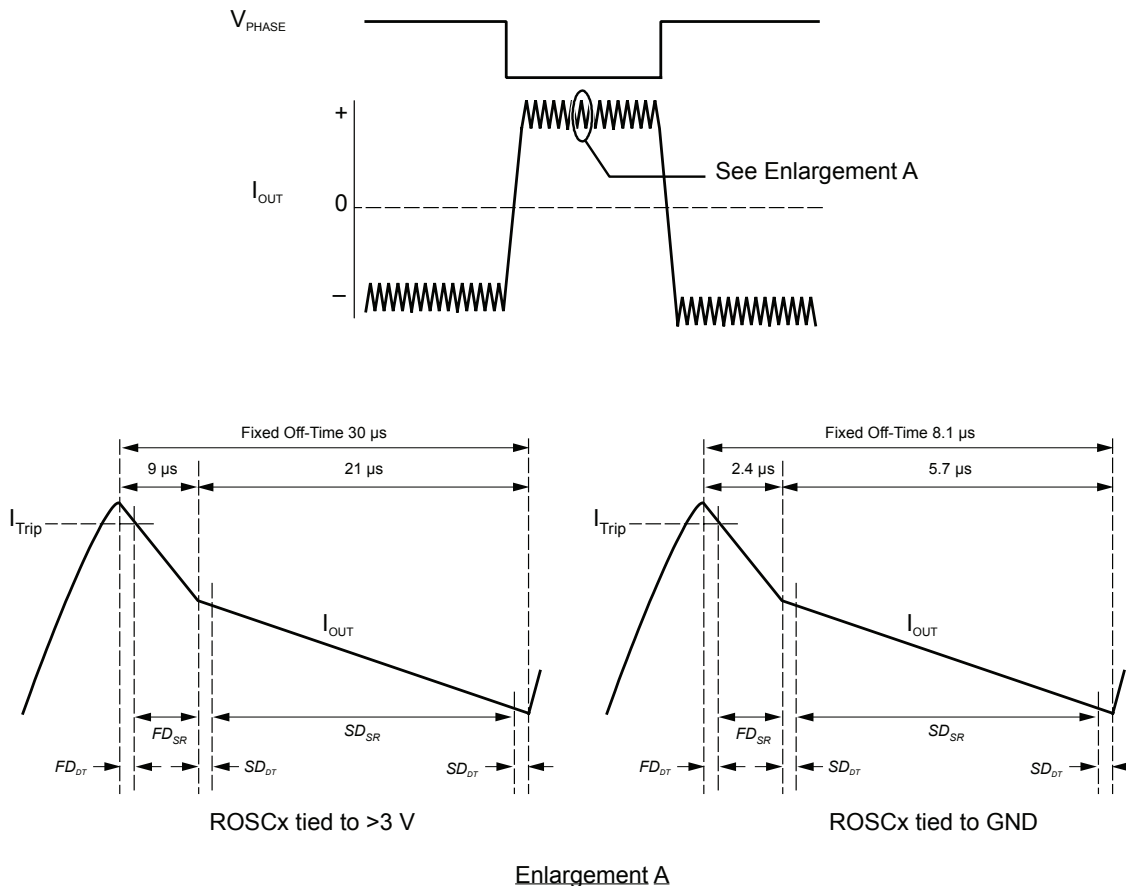 VPHASE
+
See Enlargement A
IOUT
0
–
Fixed Off-Time 30 µs
9 µs
21 µs
ITrip
IOUT
FDSR
SDSR
FDDT
SDDT
SDDT
ROSCx tied to >3 V
Fixed Off-Time 8.1 µs
2.4 µs
5.7 µs
ITrip
IOUT
FDSR
SDSR
FDDT
SDDT
SDDT
ROSCx tied to GND
Enlargement A